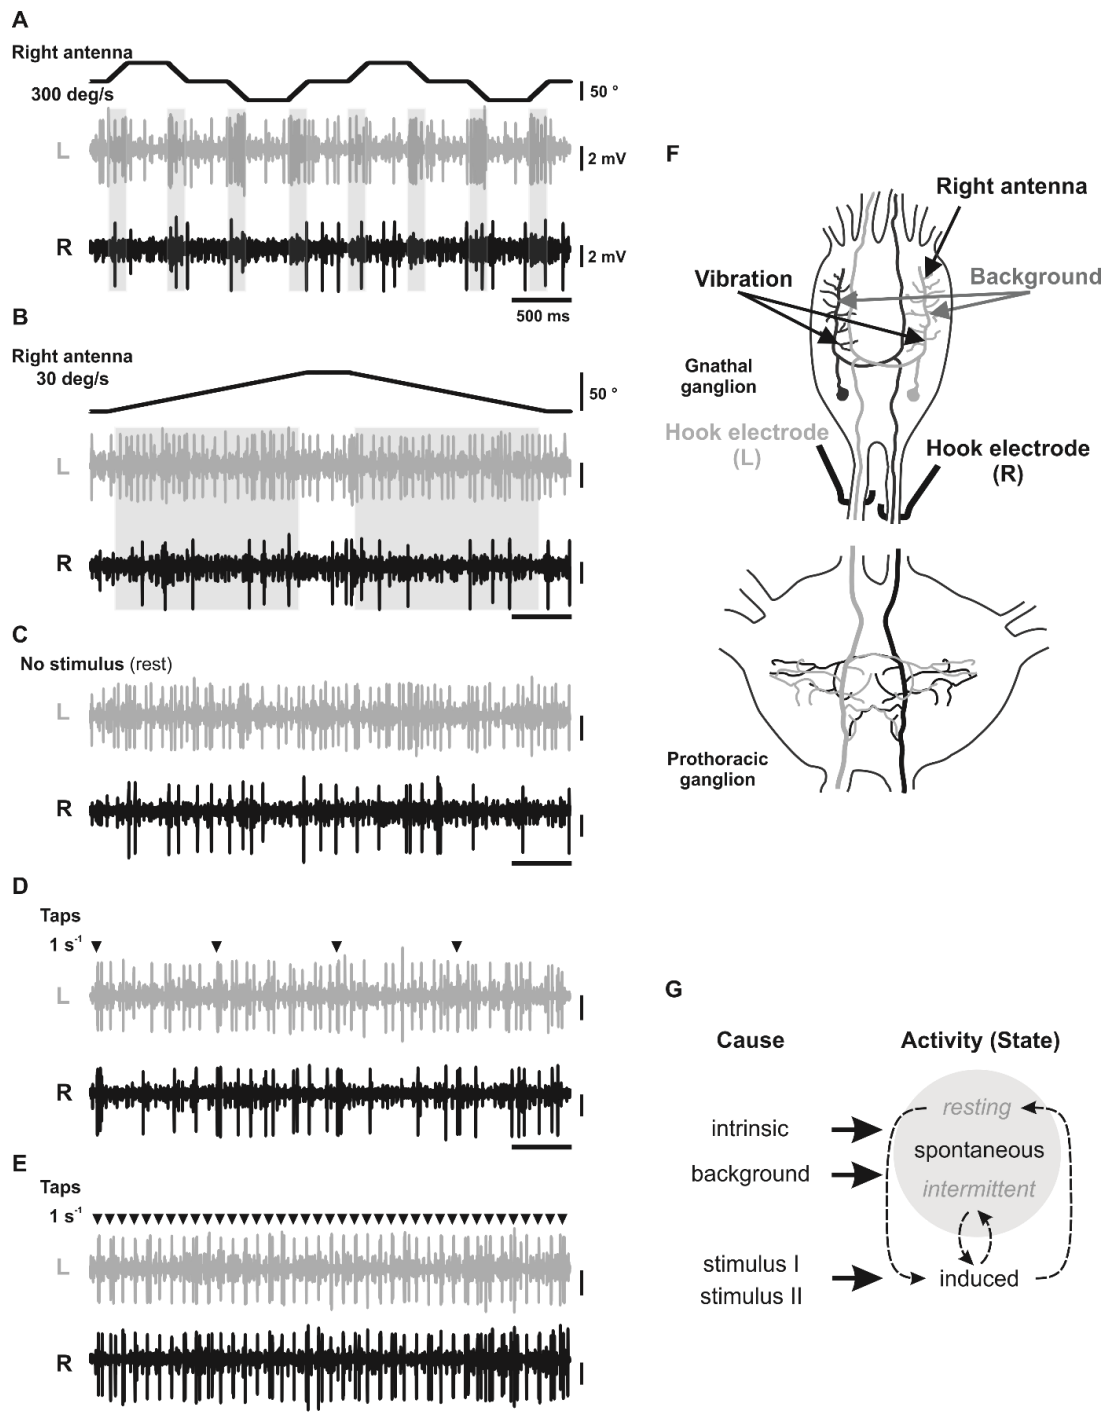 A
Right antenna
300 deg/s
50 °
L
2 mV
R
2 mV
500 ms
B
Right antenna
30 deg/s
50 °
L
R
C
No stimulus (rest)
L
R
D
Taps
1 s⁻¹
L
R
E
Taps
1 s⁻¹
L
R
F
Right antenna
Vibration
Background
Gnathal
ganglion
Hook electrode
(L)
Hook electrode
(R)
Prothoracic
ganglion
G
Cause
Activity (State)
resting
intrinsic
spontaneous
background
intermittent
stimulus I
induced
stimulus II